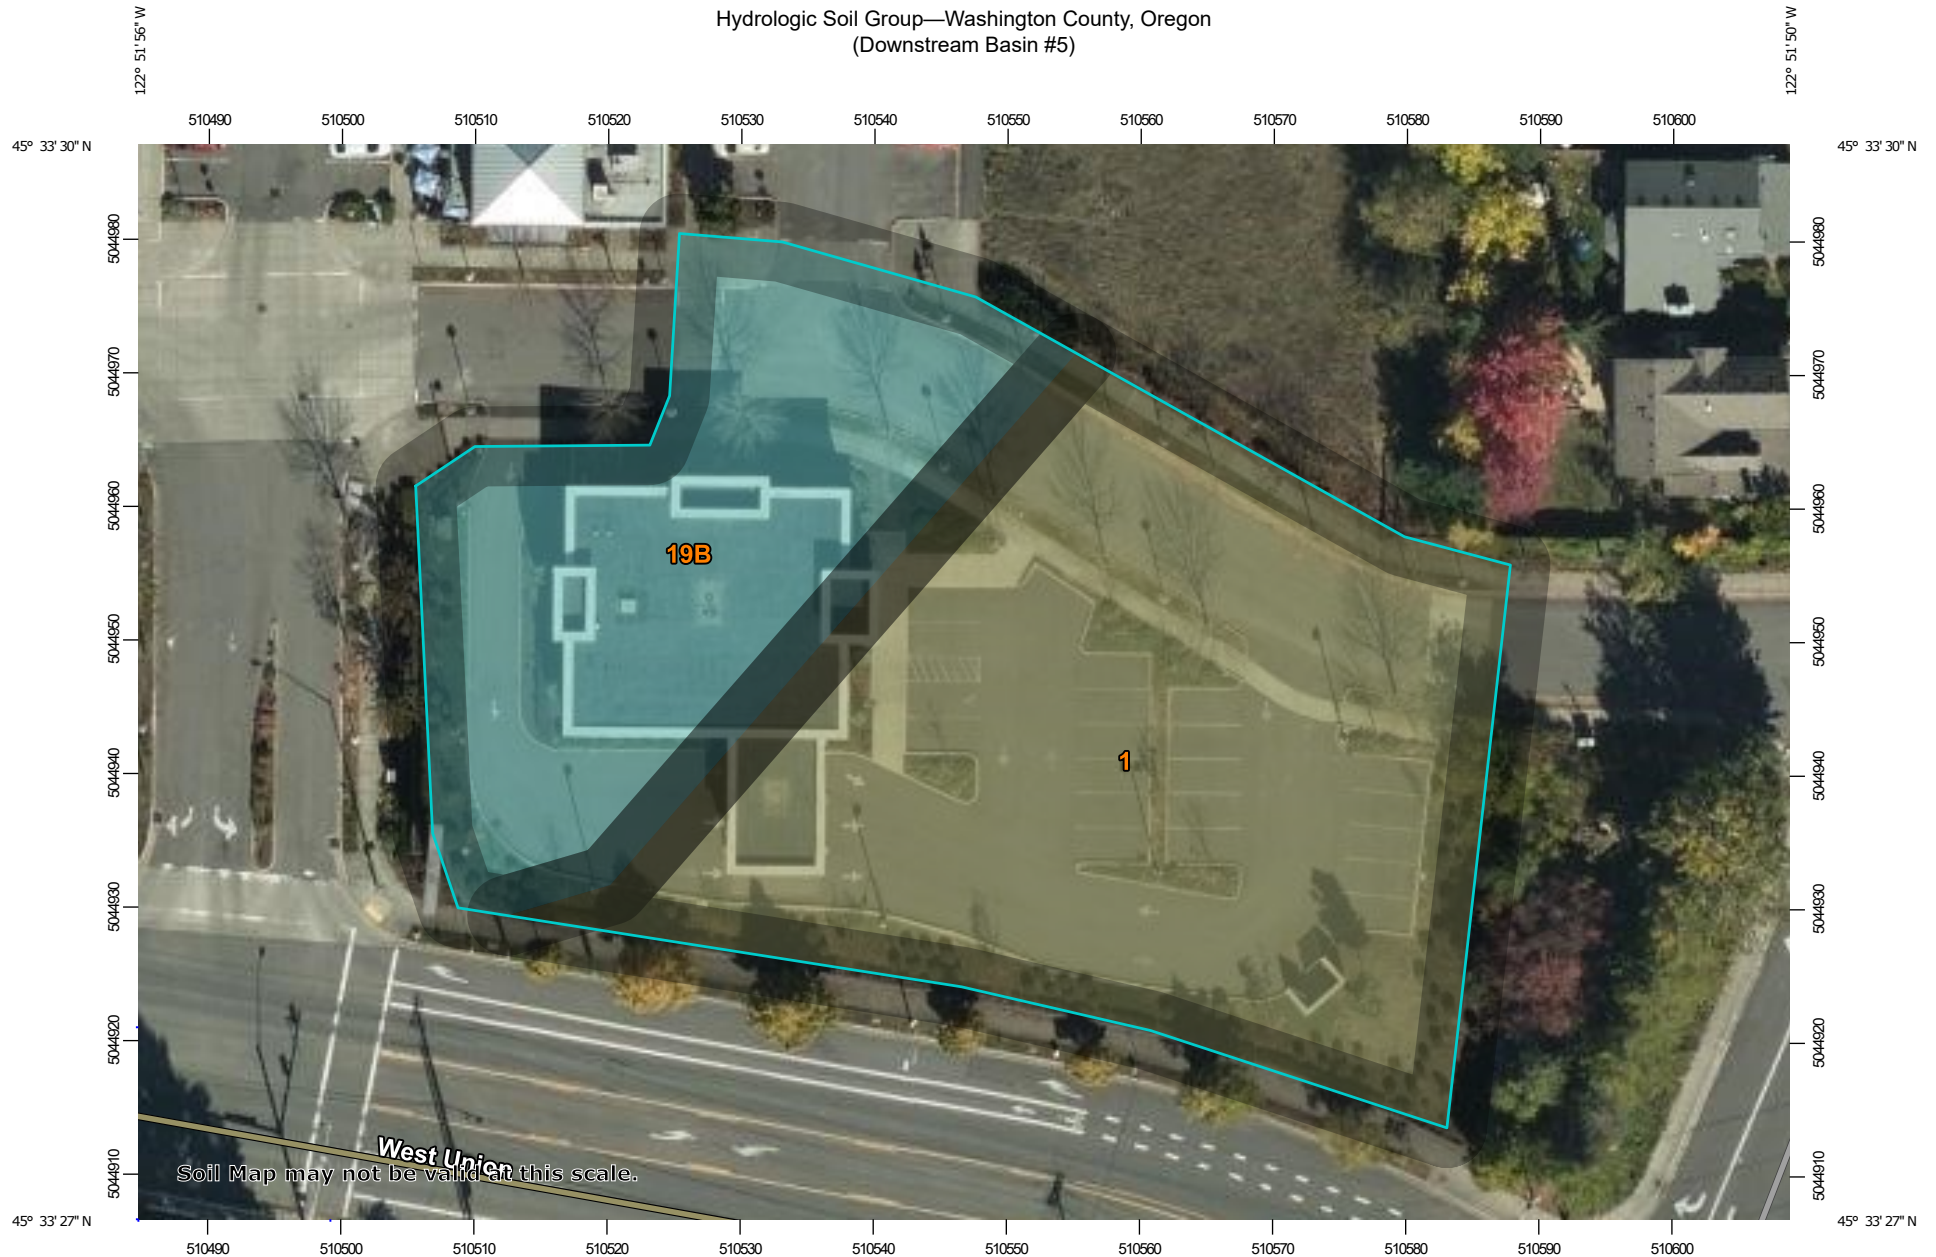 Hydrologic Soil Group—Washington County, Oregon
(Downstream Basin #5)
122° 51' 56" W
122° 51' 50" W
510490 510500 510510 510520 510530 510540 510550 510560 510570 510580 510590 510600
45° 33' 30" N
45° 33' 30" N
5044980
5044980
5044970
5044970
5044960
5044960
19B
5044950
5044950
1
5044940
5044940
5044930
5044930
5044920
5044920
West Union
Soil Map may not be valid at this scale.
5044910
5044910
45° 33' 27" N
45° 33' 27" N
510490 510500 510510 510520 510530 510540 510550 510560 510570 510580 510590 510600